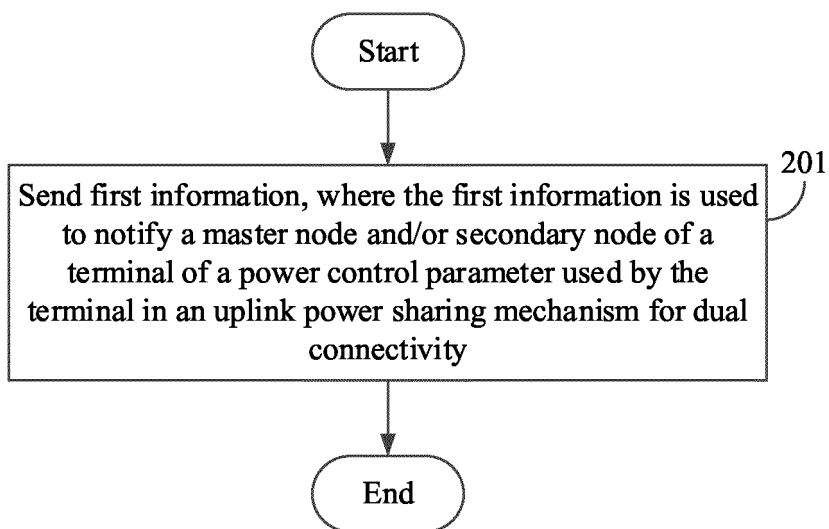 Start
201
Send first information, where the first information is used
to notify a master node and/or secondary node of a
terminal of a power control parameter used by the
terminal in an uplink power sharing mechanism for dual
connectivity
End